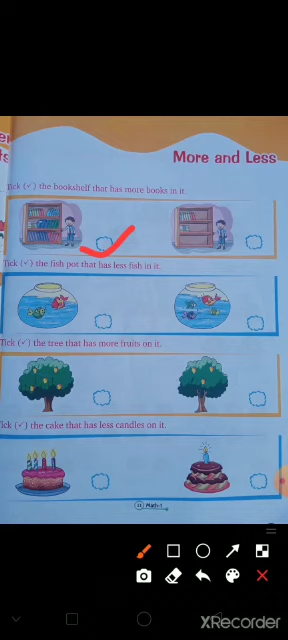 More and Less
Tick (✓) the bookshelf that has more books in it.
Tick (✓) the fish pot that has less fish in it.
Tick (✓) the tree that has more fruits on it.
Tick (✓) the cake that has less candles on it.
Math-1
XRecorder